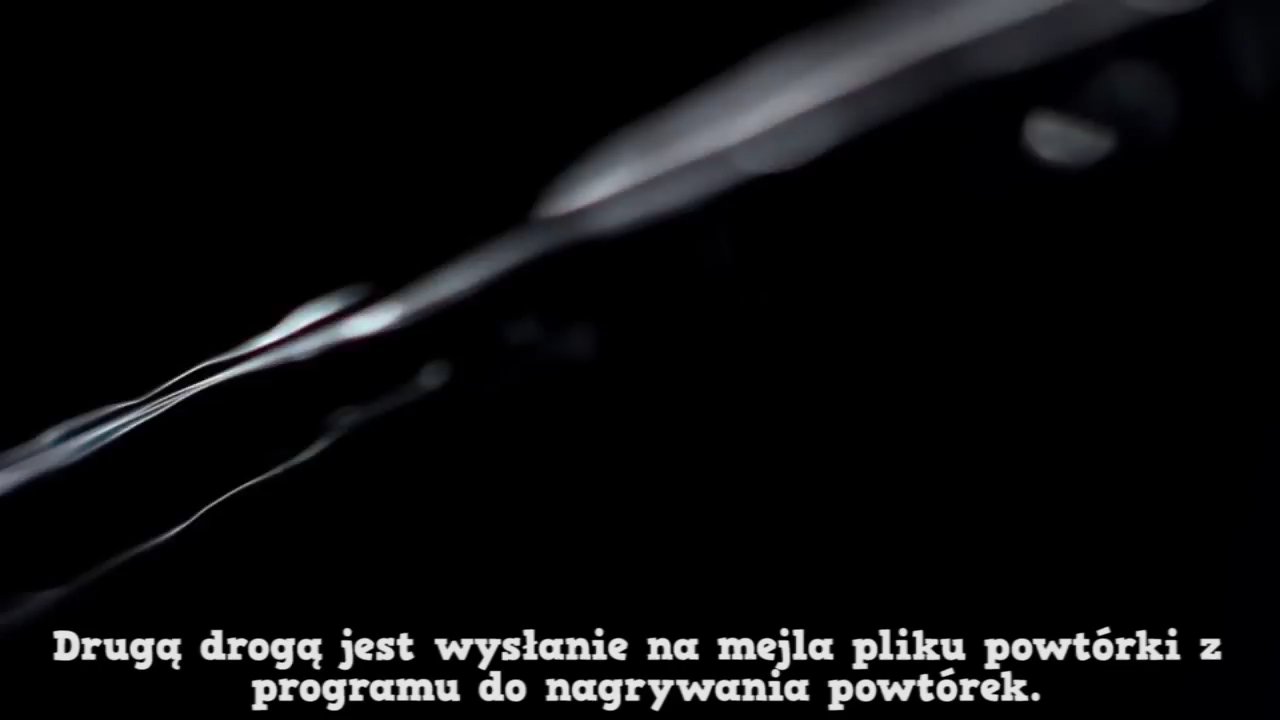 Drugą drogą jest wysłanie na mejla pliku powtórki z
programu do nagrywania powtórek.